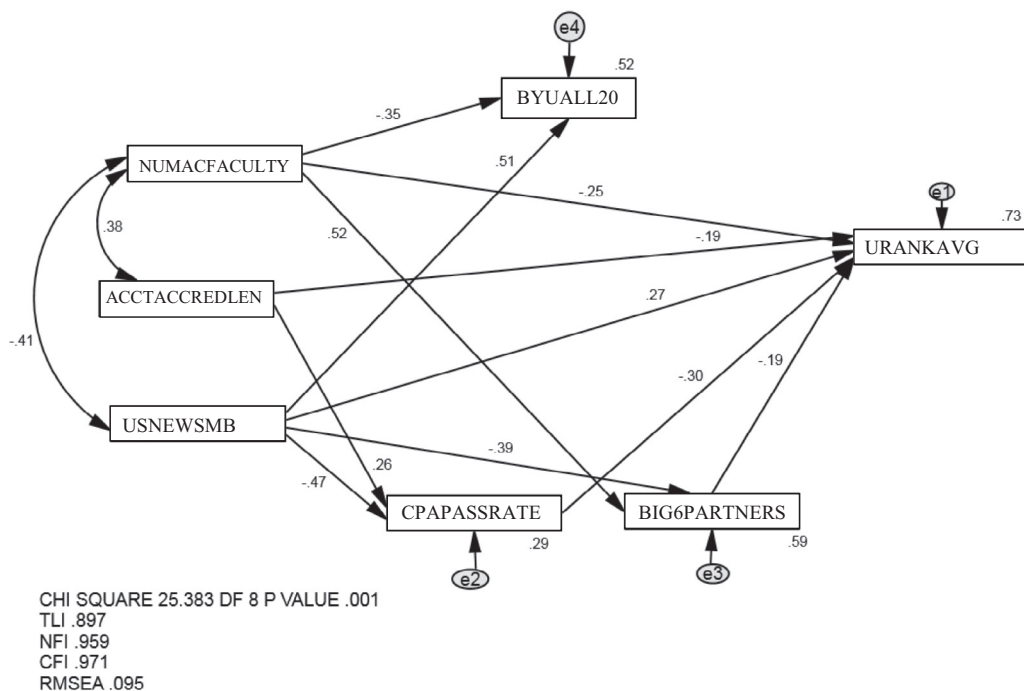 e4
.52
BYUALL20
-.35
NUMACFACULTY
.51
-.25
e1
.73
.38
.52
-.19
URANKAVG
ACCTACCREDLEN
.27
-.41
-.19
-.30
USNEWSMB
-.39
.26
-.47
CPAPASSRATE
BIG6PARTNERS
.29
.59
e2
e3
CHI SQUARE 25.383 DF 8 P VALUE .001
TLI .897
NFI .959
CFI .971
RMSEA .095